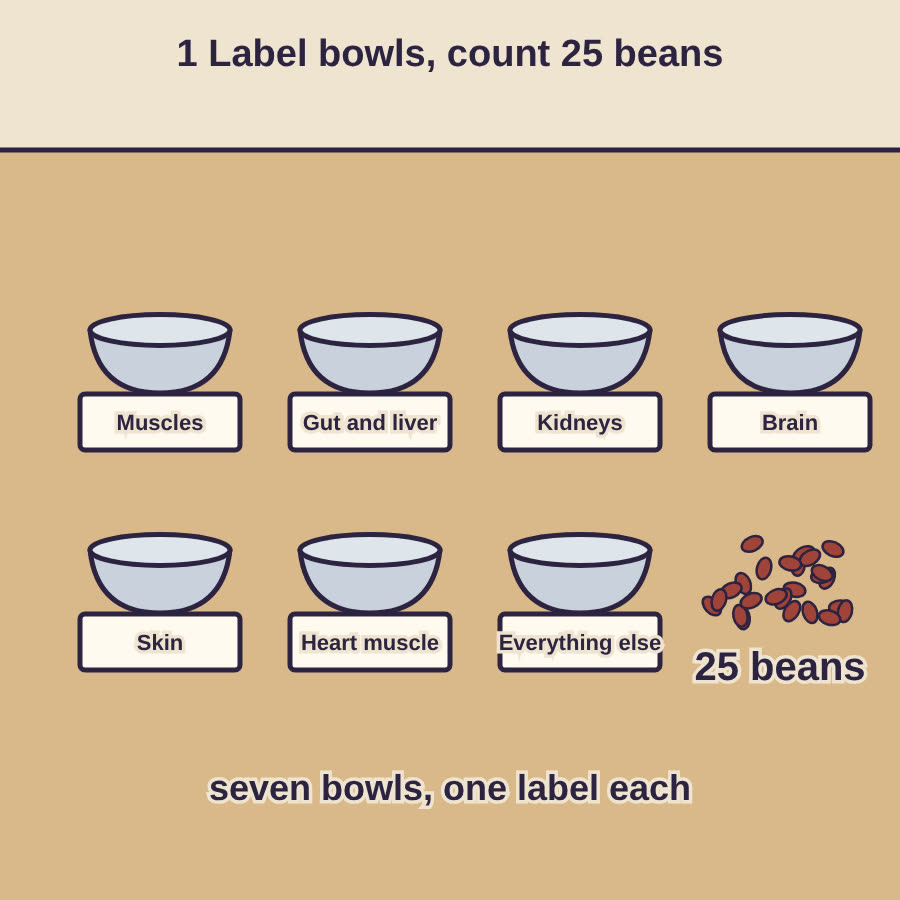 1 Label bowls, count 25 beans
Muscles
Gut and liver
Kidneys
Brain
Skin
Heart muscle
Everything else
25 beans
seven bowls, one label each